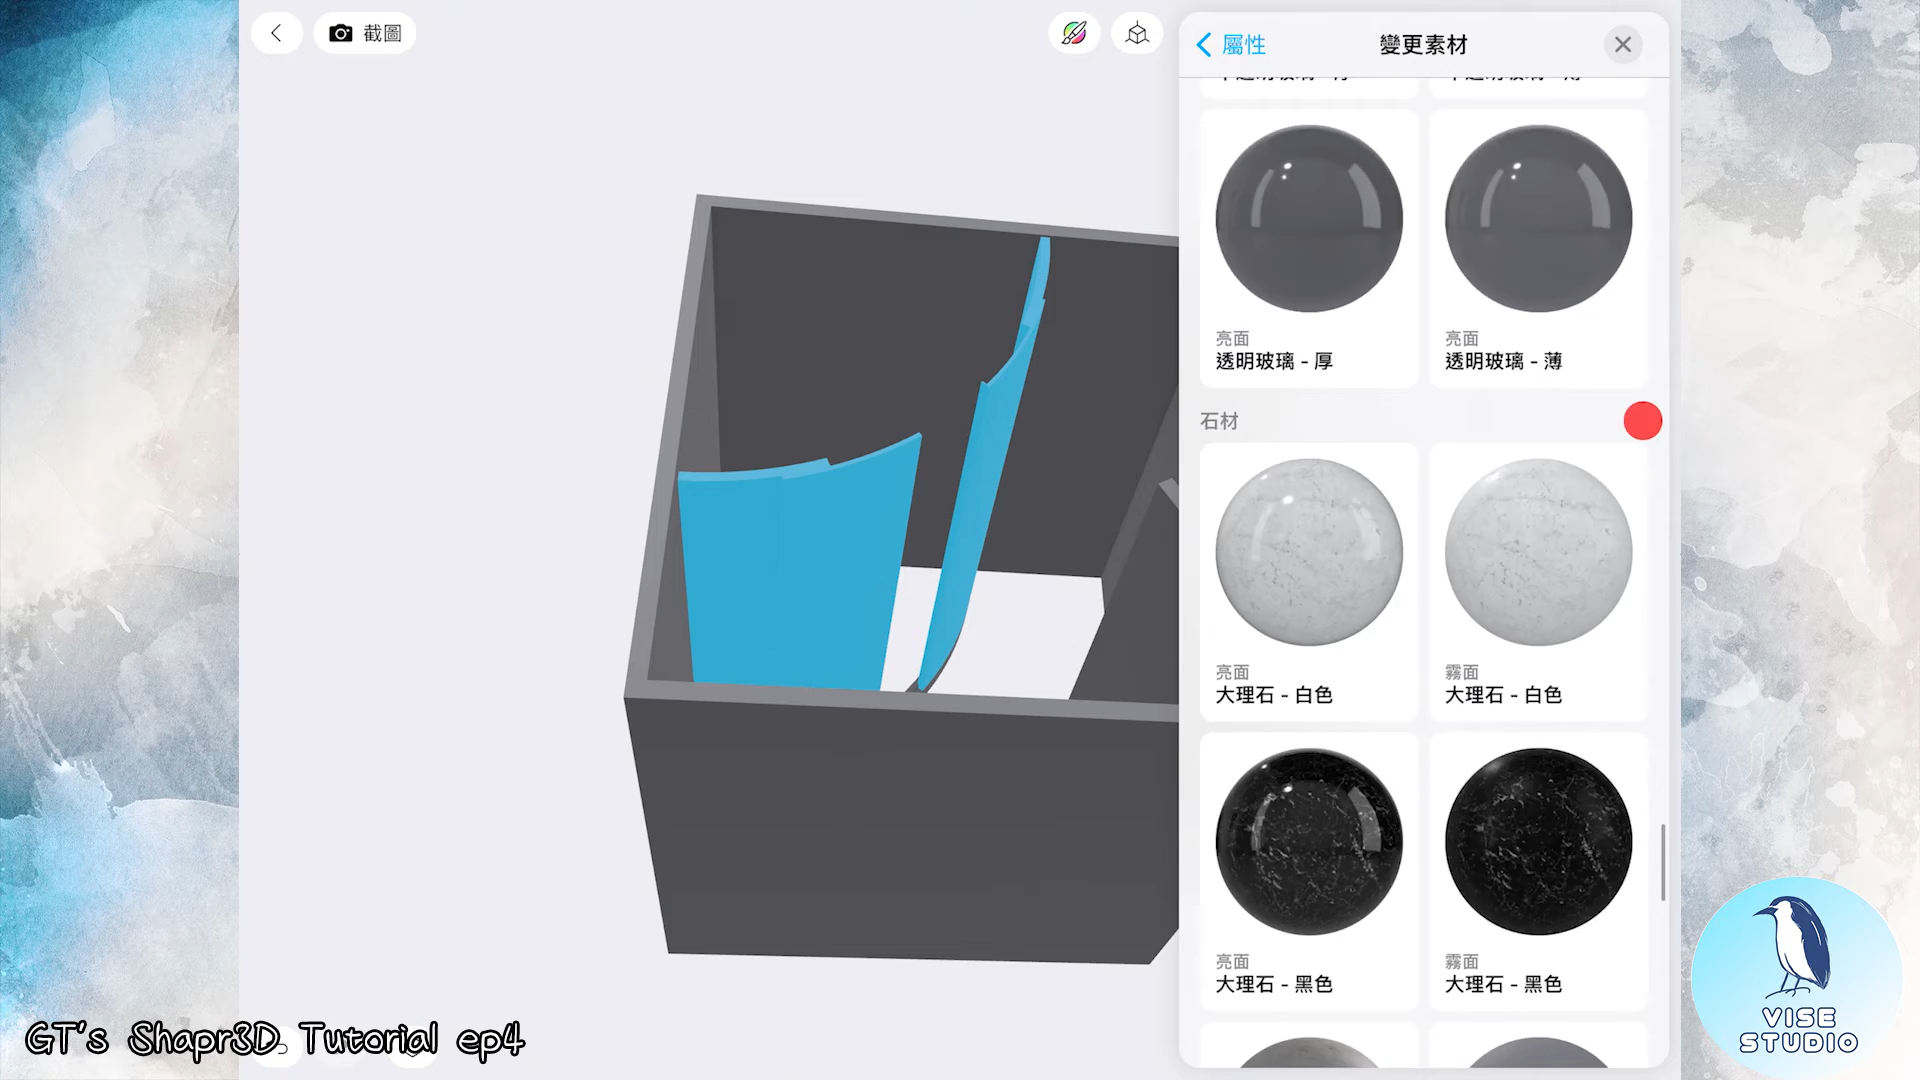 截圖
屬性
變更素材
亮面
透明玻璃 - 厚
亮面
透明玻璃 - 薄
石材
亮面
大理石 - 白色
霧面
大理石 - 白色
亮面
大理石 - 黑色
霧面
大理石 - 黑色
GT's Shapr3D Tutorial ep4
VISE
STUDIO